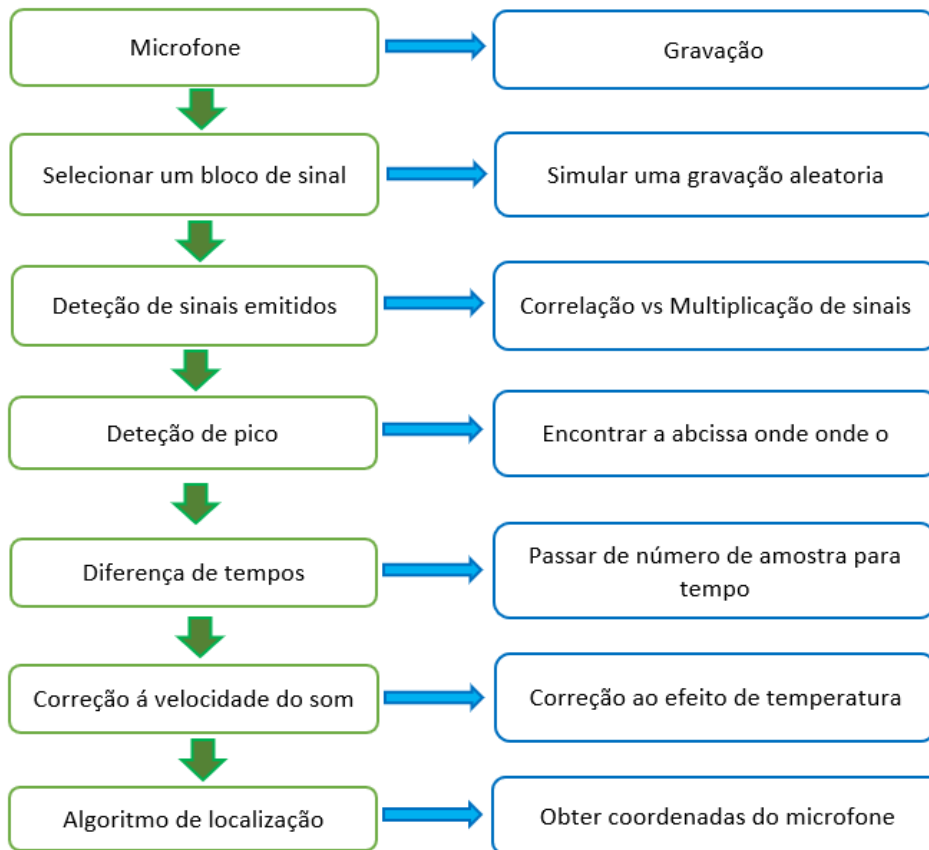 Microfone
Gravação
Selecionar um bloco de sinal
Simular uma gravação aleatoria
Deteção de sinais emitidos
Correlação vs Multiplicação de sinais
Deteção de pico
Encontrar a abcissa onde onde o
Diferença de tempos
Passar de número de amostra para
tempo
Correção á velocidade do som
Correção ao efeito de temperatura
Algoritmo de localização
Obter coordenadas do microfone